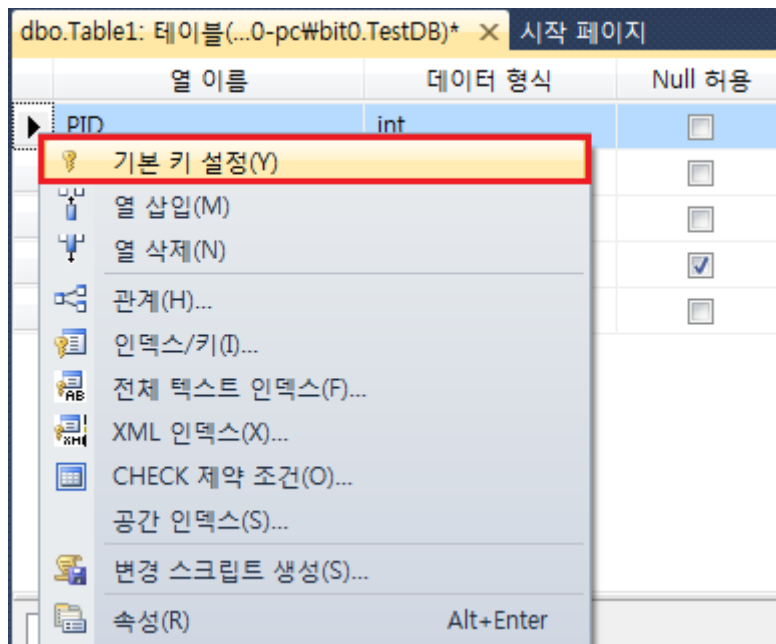 dbo.Table1: 테이블(...0-pc₩bit0.TestDB)* 시작 페이지
열 이름 데이터 형식 Null 허용
PID int
기본 키 설정(Y)
열 삽입(M)
열 삭제(N)
관계(H)...
인덱스/키(I)...
전체 텍스트 인덱스(F)...
XML 인덱스(X)...
CHECK 제약 조건(O)...
공간 인덱스(S)...
변경 스크립트 생성(S)...
속성(R) Alt+Enter